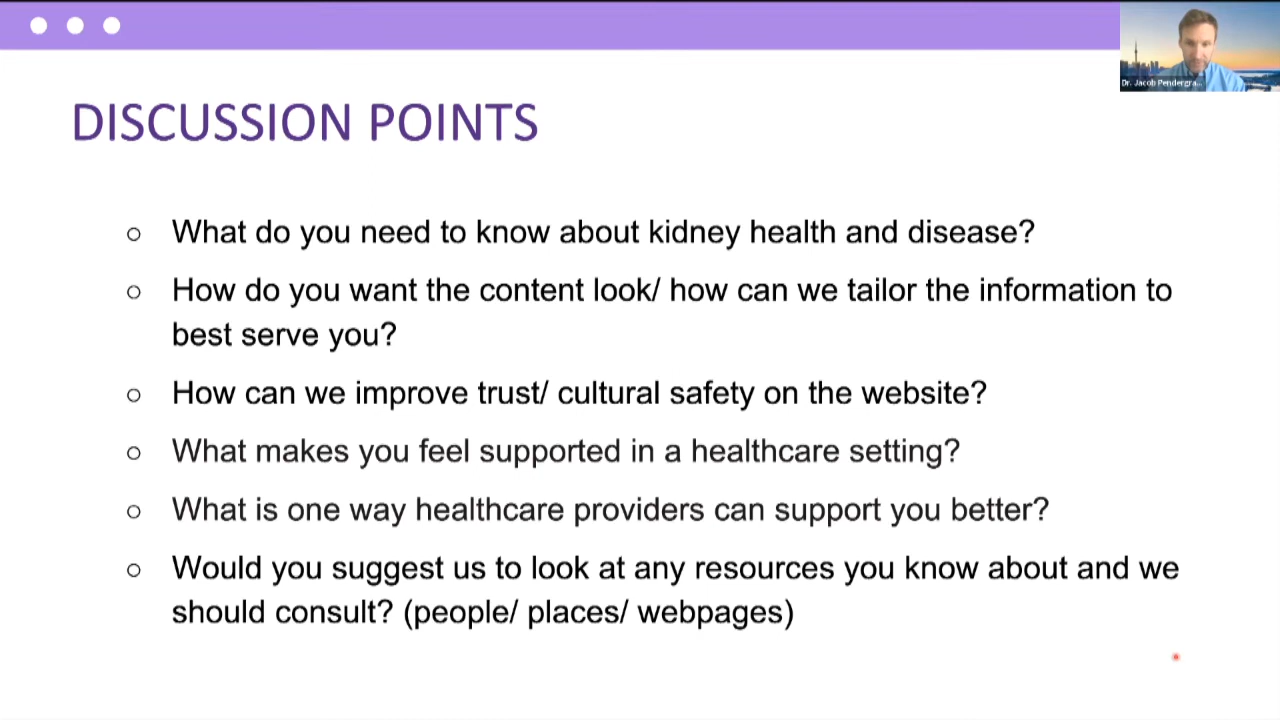 Dr. Jacob Pendergra...
DISCUSSION POINTS
What do you need to know about kidney health and disease?
How do you want the content look/ how can we tailor the information to
best serve you?
How can we improve trust/ cultural safety on the website?
What makes you feel supported in a healthcare setting?
What is one way healthcare providers can support you better?
Would you suggest us to look at any resources you know about and we
should consult? (people/ places/ webpages)